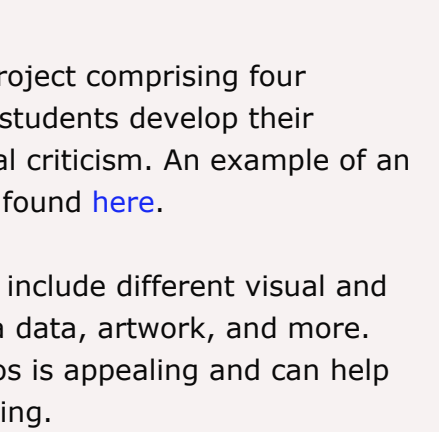 roject comprising four
students develop their
al criticism. An example of an
found here.
include different visual and
a data, artwork, and more.
os is appealing and can help
ing.